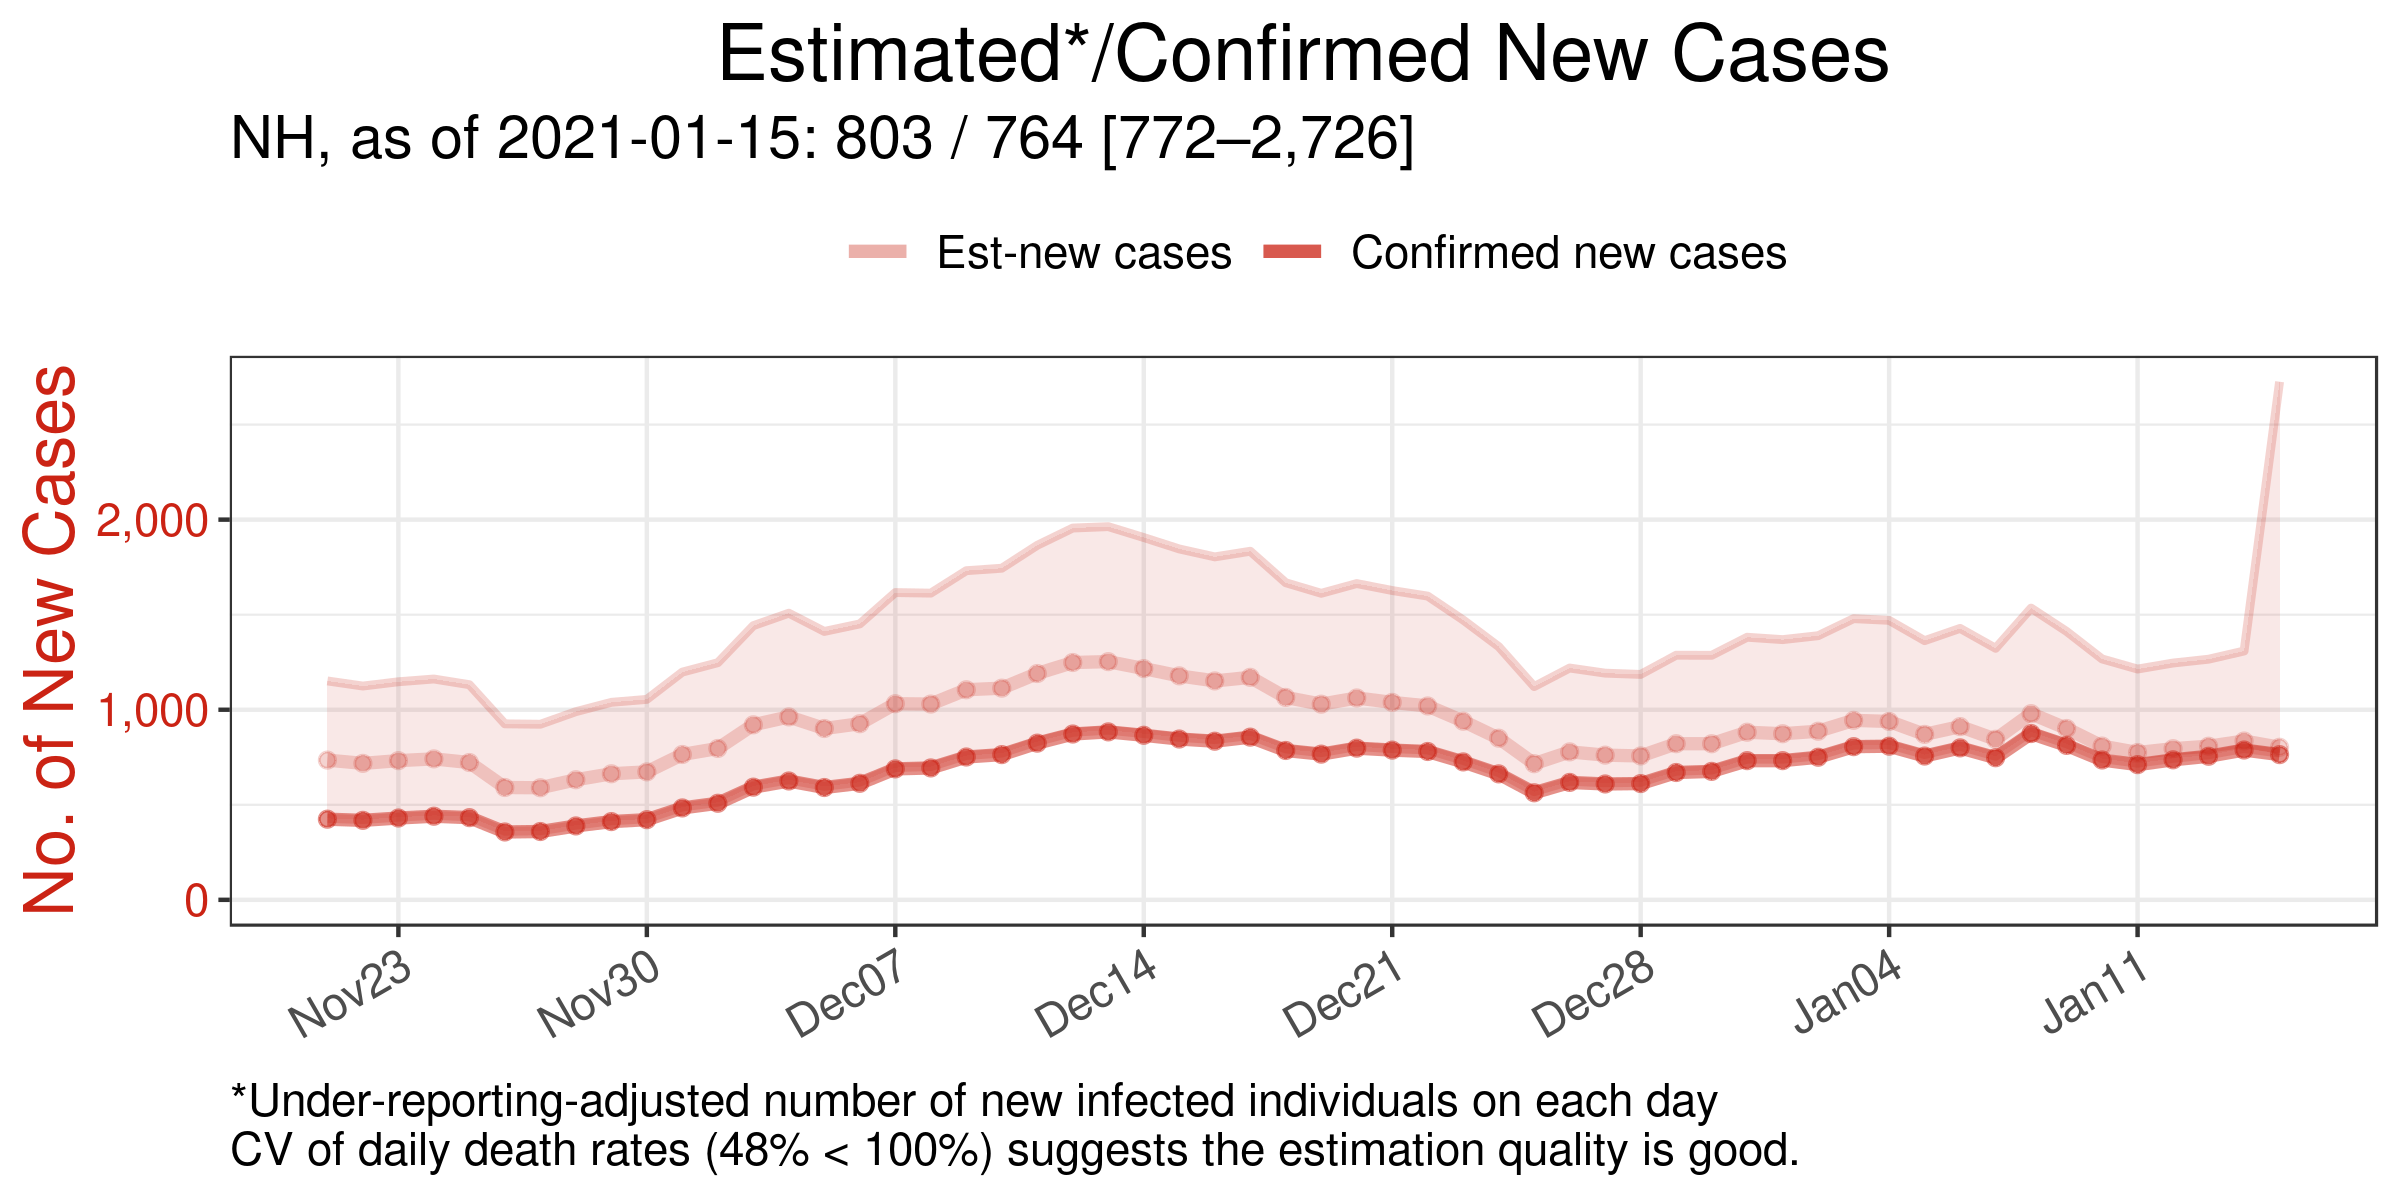 Estimated*/Confirmed New Cases
NH, as of 2021-01-15: 803 / 764 [772–2,726]
Est-new cases
Confirmed new cases
No. of New Cases
2,000
1,000
0
Nov23
Nov30
Dec07
Dec14
Dec21
Dec28
Jan04
Jan11
*Under-reporting-adjusted number of new infected individuals on each day
CV of daily death rates (48% < 100%) suggests the estimation quality is good.